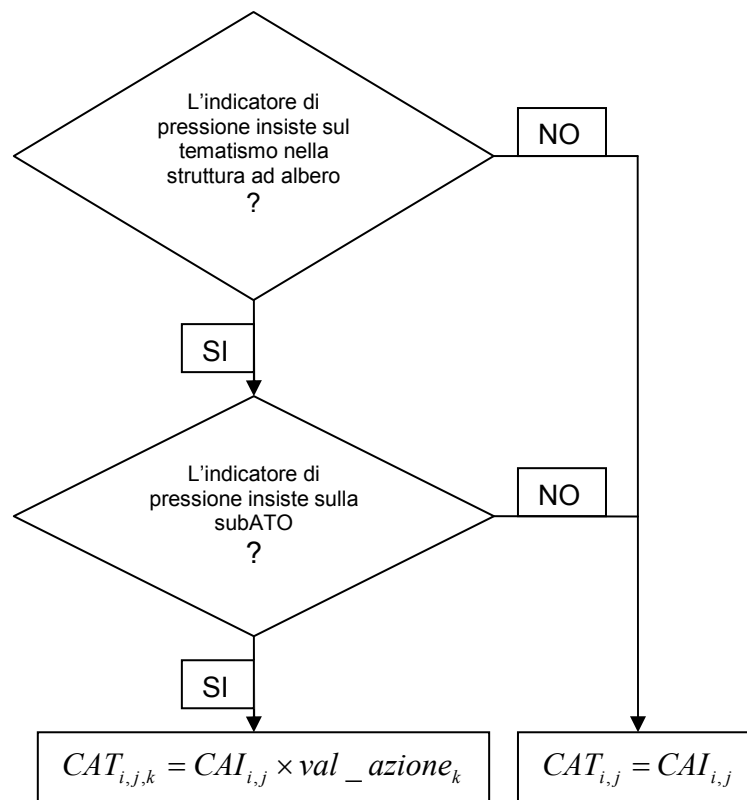 L'indicatore di
pressione insiste sul
tematismo nella
struttura ad albero
?
NO
SI
L'indicatore di
pressione insiste sulla
subATO
?
NO
SI
CAT_{i,j,k} = CAI_{i,j} × val_azione_k
CAT_{i,j} = CAI_{i,j}